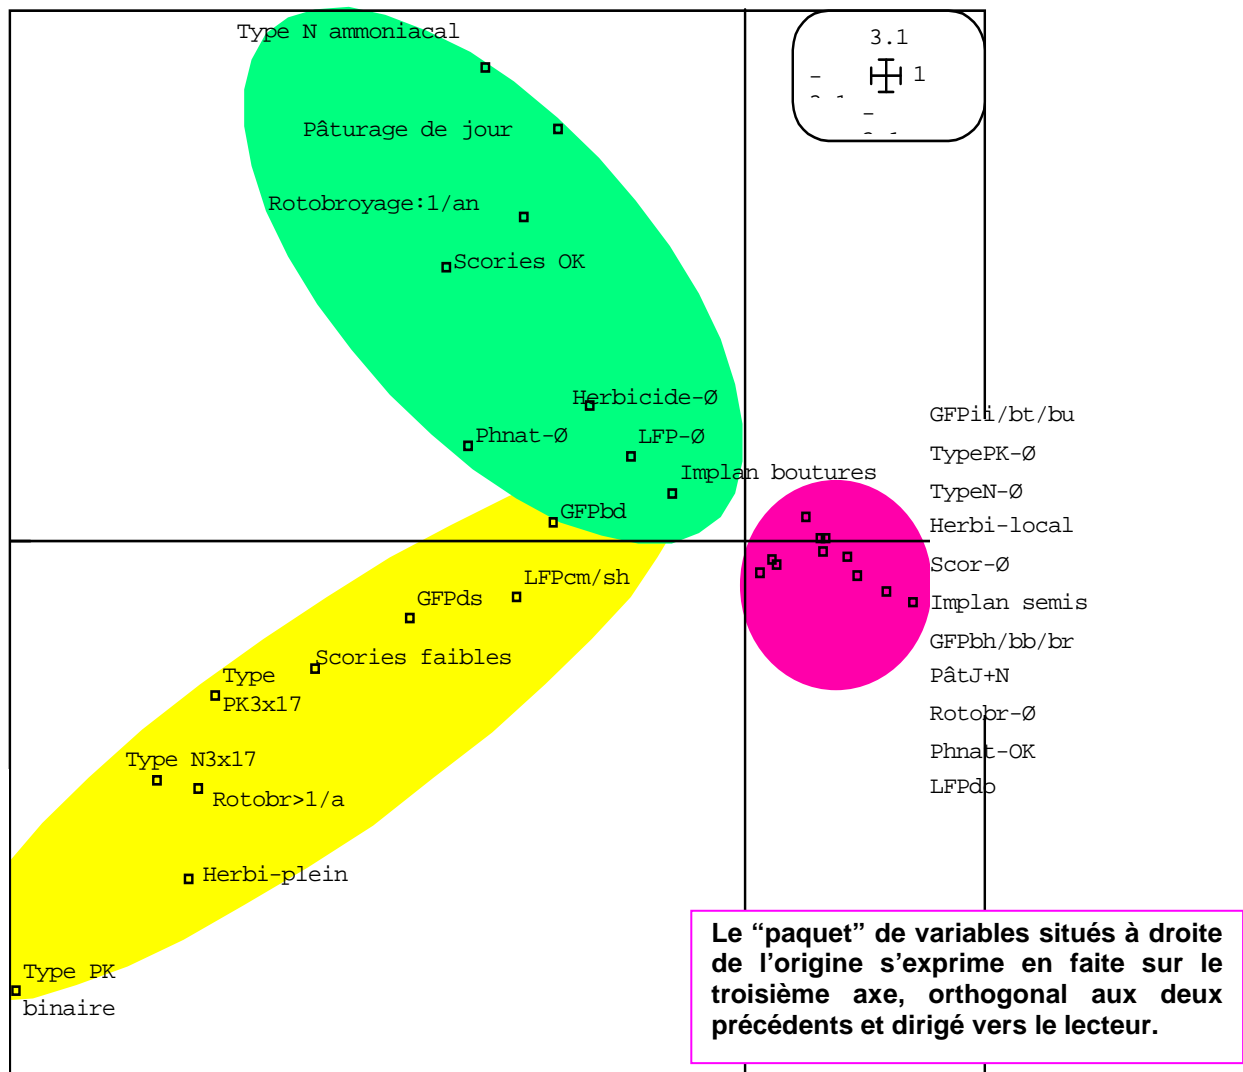 Type N ammoniacal
3.1
1
Pâturage de jour
Rotobroyage:1/an
Scories OK
Herbicide-Ø
Phnat-Ø
LFP-Ø
Implan boutures
GFPbd
LFPcm/sh
GFPds
Scories faibles
Type
PK3x17
Type N3x17
Rotobr>1/a
Herbi-plein
Type PK
binaire
GFPii/bt/bu
TypePK-Ø
TypeN-Ø
Herbi-local
Scor-Ø
Implan semis
GFPbh/bb/br
PâtJ+N
Rotobr-Ø
Phnat-OK
LFPdo
Le “paquet” de variables situés à droite
de l’origine s’exprime en faite sur le
troisième axe, orthogonal aux deux
précédents et dirigé vers le lecteur.